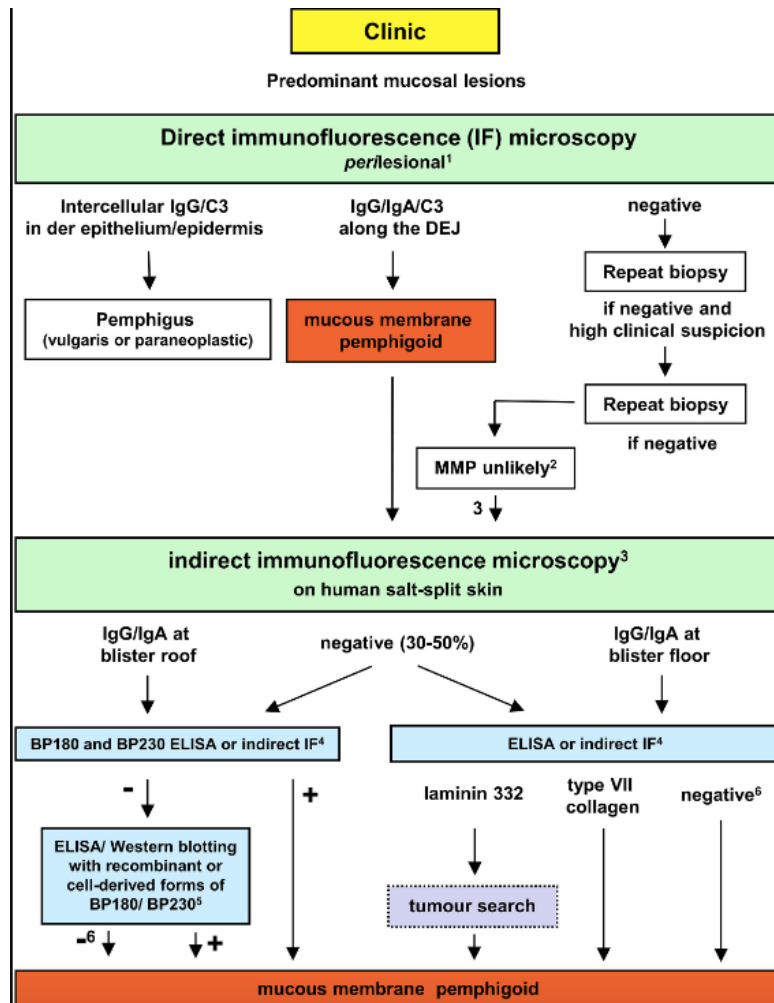 Clinic
Predominant mucosal lesions
Direct immunofluorescence (IF) microscopy
perilesional¹
Intercellular IgG/C3
in der epithelium/epidermis
IgG/IgA/C3
along the DEJ
negative
Repeat biopsy
Pemphigus
(vulgaris or paraneoplastic)
mucous membrane
pemphigoid
if negative and
high clinical suspicion
Repeat biopsy
if negative
MMP unlikely²
3
indirect immunofluorescence microscopy³
on human salt-split skin
IgG/IgA at
blister roof
negative (30-50%)
IgG/IgA at
blister floor
BP180 and BP230 ELISA or indirect IF⁴
ELISA or indirect IF⁴
-
+
laminin 332
type VII
collagen
negative⁶
ELISA/ Western blotting
with recombinant or
cell-derived forms of
BP180/ BP230⁵
tumour search
-⁶
+
mucous membrane pemphigoid